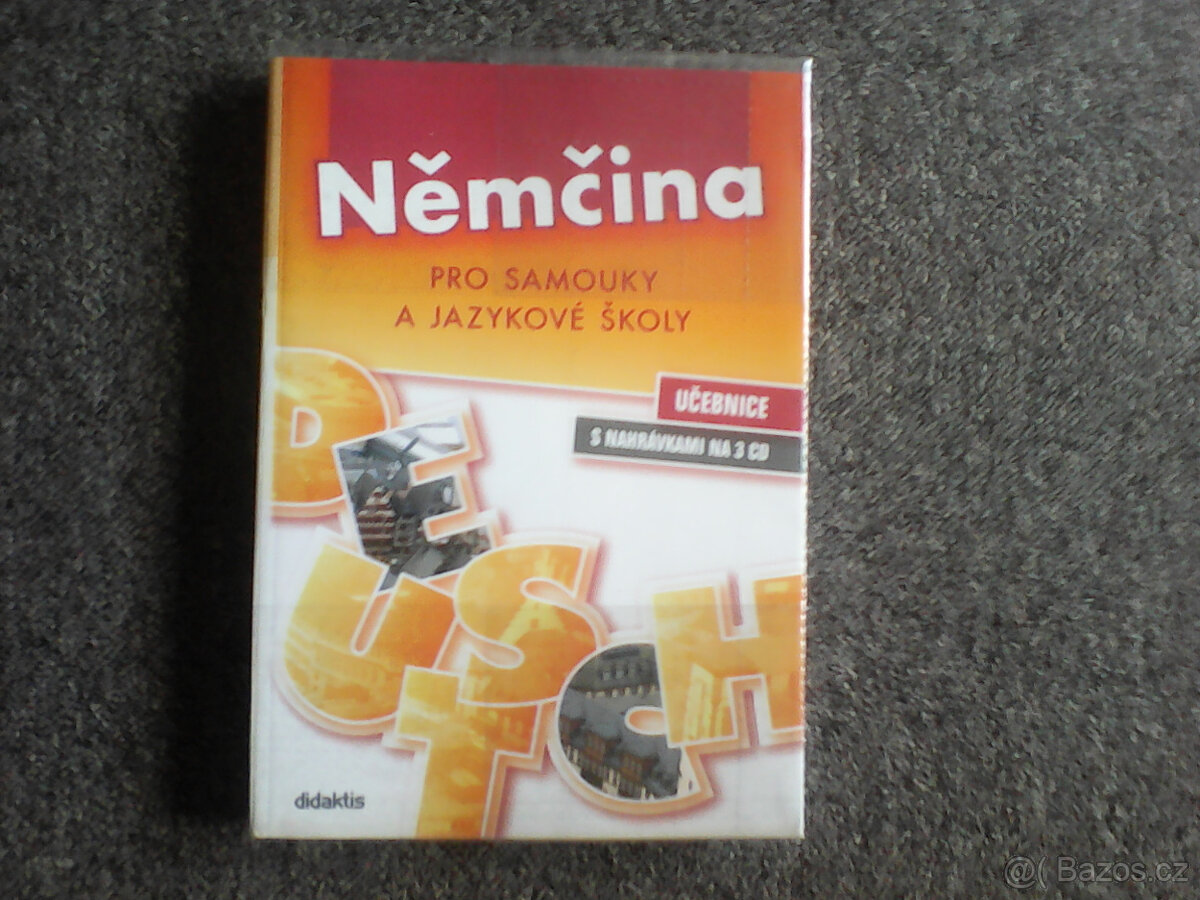 Němčina
PRO SAMOUKY
A JAZYKOVÉ ŠKOLY
UČEBNICE
S NAHRÁVKAMI NA 3 CD
DEUTSCH
didaktis
@( Bazos.cz